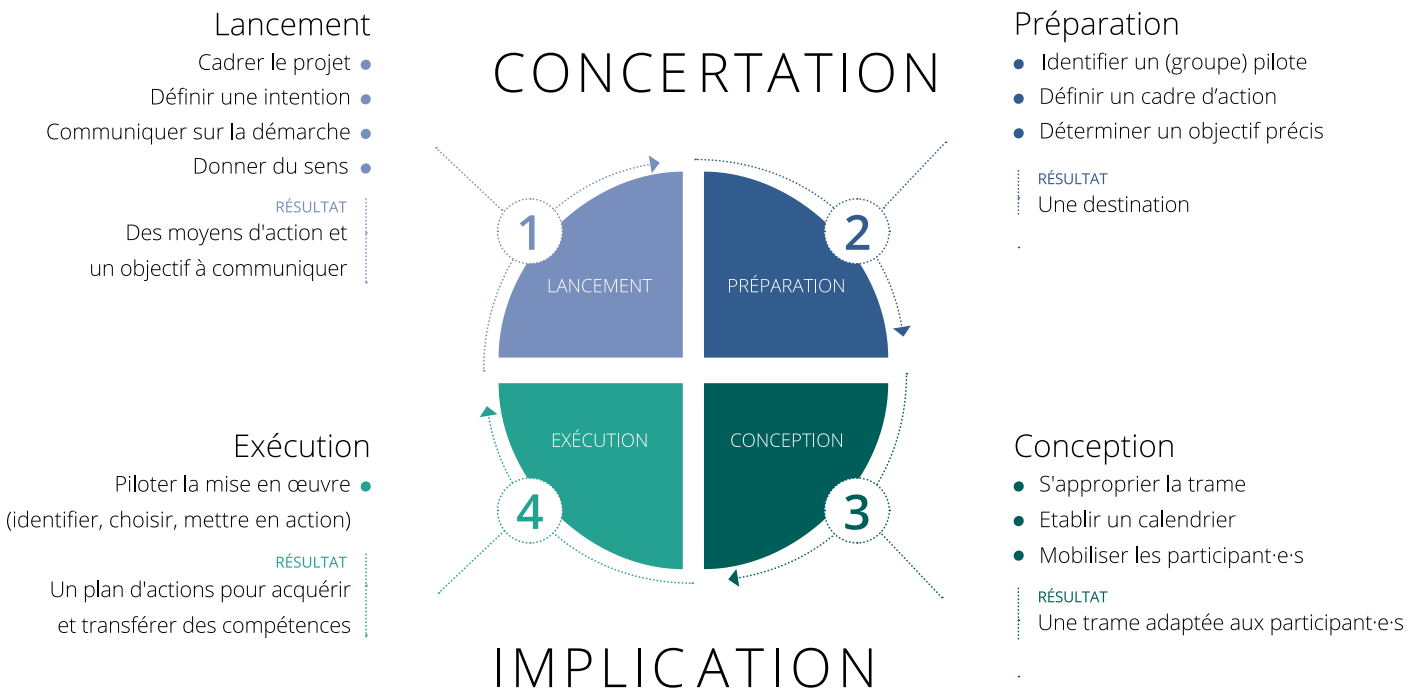 Lancement
Cadrer le projet
Définir une intention
Communiquer sur la démarche
Donner du sens
RÉSULTAT
Des moyens d'action et
un objectif à communiquer
CONCERTATION
Préparation
Identifier un (groupe) pilote
Définir un cadre d’action
Déterminer un objectif précis
RÉSULTAT
Une destination
1
LANCEMENT
2
PRÉPARATION
4
EXÉCUTION
3
CONCEPTION
Exécution
Piloter la mise en œuvre
(identifier, choisir, mettre en action)
RÉSULTAT
Un plan d'actions pour acquérir
et transférer des compétences
Conception
S'approprier la trame
Etablir un calendrier
Mobiliser les participant·e·s
RÉSULTAT
Une trame adaptée aux participant·e·s
IMPLICATION